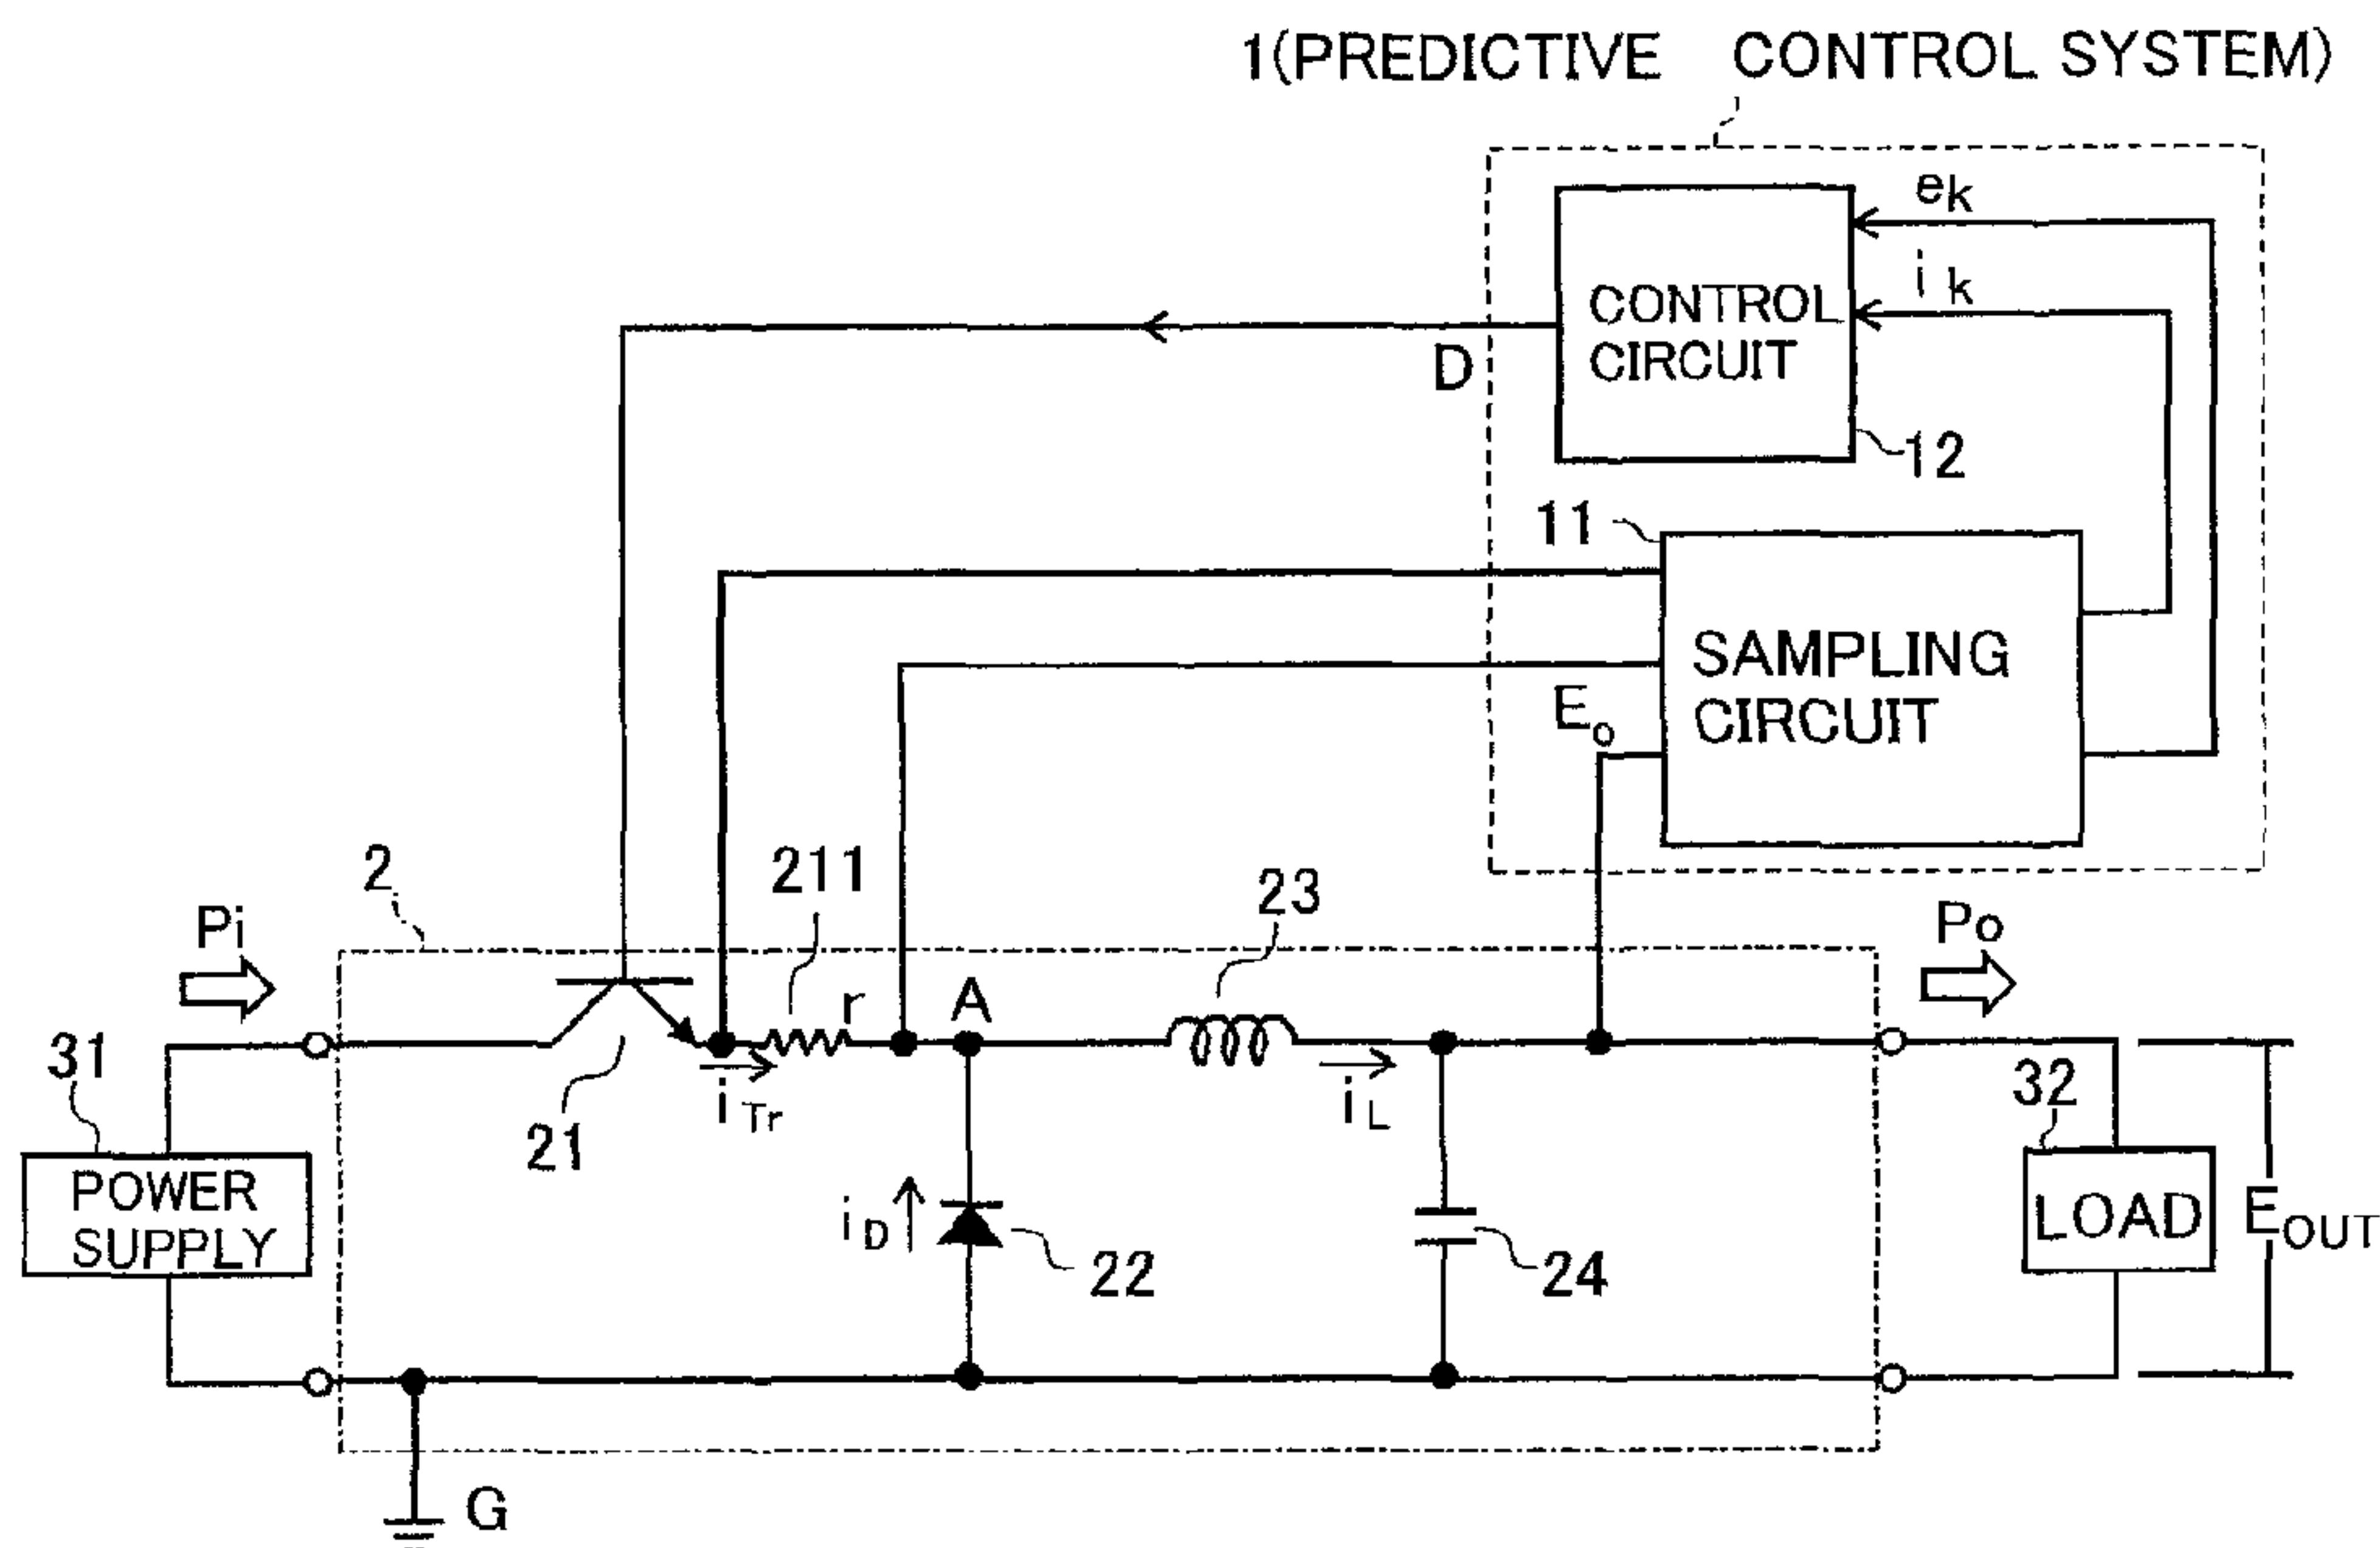 1(PREDICTIVE CONTROL SYSTEM)
ek
ik
CONTROL
CIRCUIT
D
12
11
SAMPLING
CIRCUIT
Eo
2
211
23
Pi
Po
r
A
31
iTr
iL
32
21
POWER
SUPPLY
iD
22
24
LOAD
EOUT
G